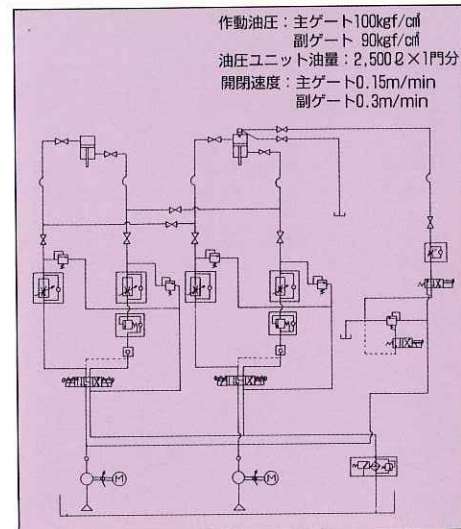 作動油圧：主ゲート100kgf/c㎡
副ゲート 90kgf/c㎡
油圧ユニット油量：2,500ℓ×1門分
開閉速度：主ゲート0.15m/min
副ゲート0.3m/min
M
M